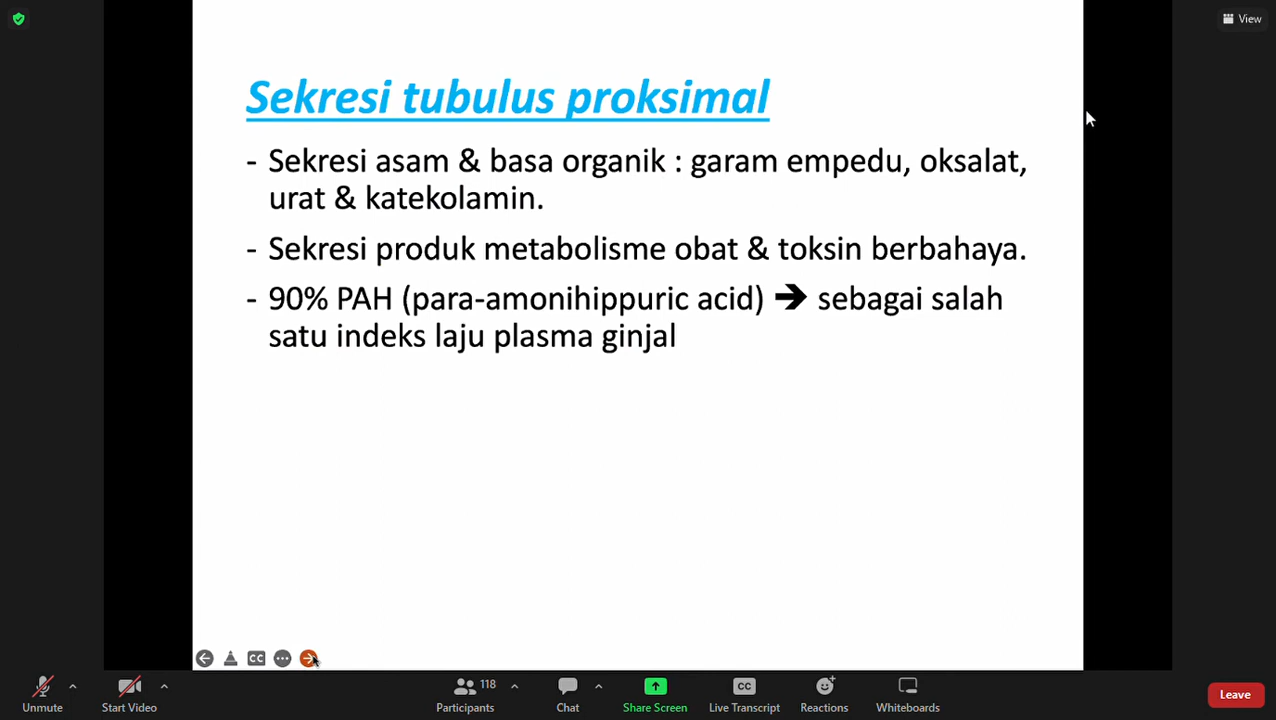 View
Sekresi tubulus proksimal
- Sekresi asam & basa organik : garam empedu, oksalat,
urat & katekolamin.
- Sekresi produk metabolisme obat & toksin berbahaya.
- 90% PAH (para-amonihippuric acid) ➔ sebagai salah
satu indeks laju plasma ginjal
CC
Unmute
Start Video
118
Participants
Chat
Share Screen
CC
Live Transcript
Reactions
Whiteboards
Leave